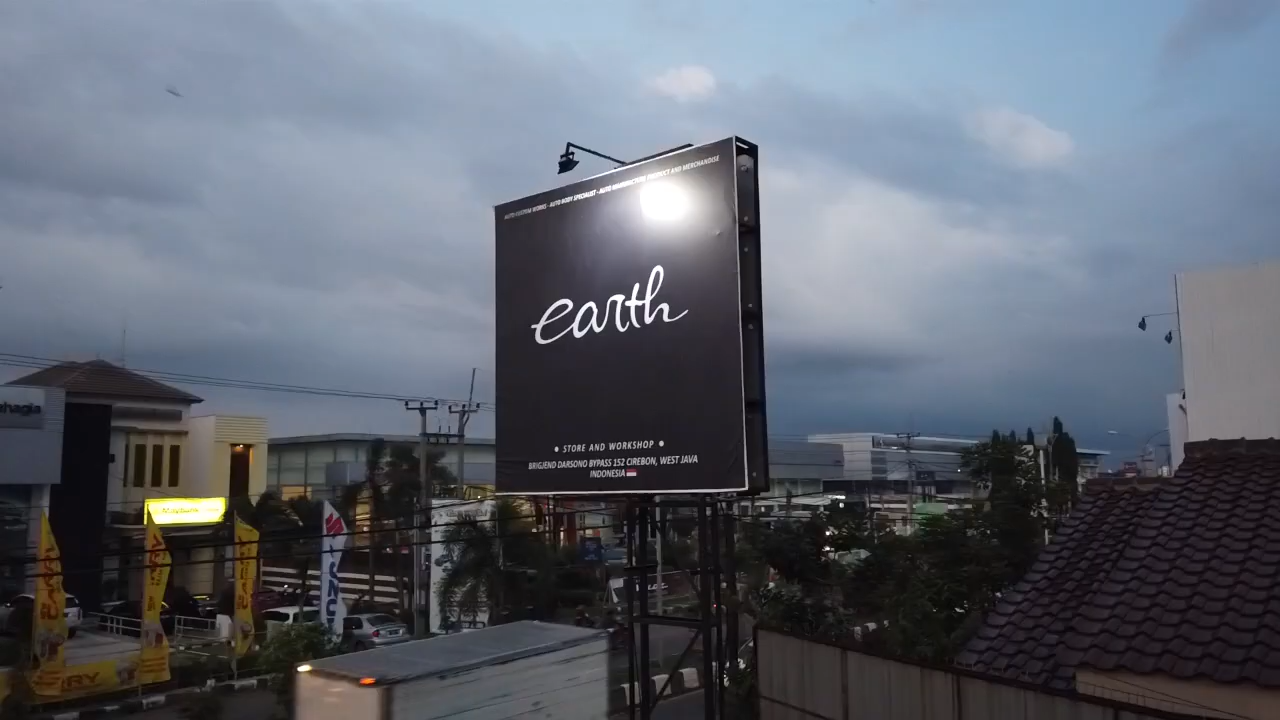 AUTO CUSTOM WORKS - AUTO BODY SPECIALIST - AUTO MANUFACTURE PRODUCT AND MERCHANDISE
earth
• STORE AND WORKSHOP •
BRIGJEND DARSONO BYPASS 152 CIREBON, WEST JAVA
INDONESIA
Maybank